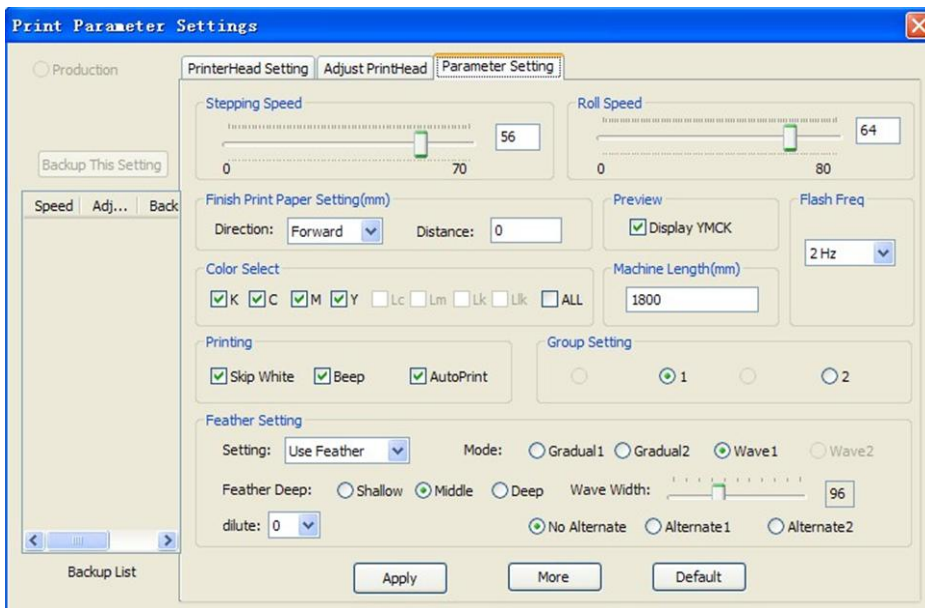 Print Parameter Settings
Production
PrinterHead Setting Adjust PrintHead Parameter Setting
Stepping Speed Roll Speed
56 64
Backup This Setting
0 70 0 80
Speed Adj... Back
Finish Print Paper Setting(mm) Preview Flash Freq
Direction: Forward Distance: 0 Display YMCK
2 Hz
Color Select Machine Length(mm)
K C M Y Lc Lm Lk Llk ALL 1800
Printing Group Setting
Skip White Beep AutoPrint 1 2
Feather Setting
Setting: Use Feather Mode: Gradual1 Gradual2 Wave1 Wave2
Feather Deep: Shallow Middle Deep Wave Width: 96
dilute: 0 No Alternate Alternate1 Alternate2
Backup List
Apply More Default